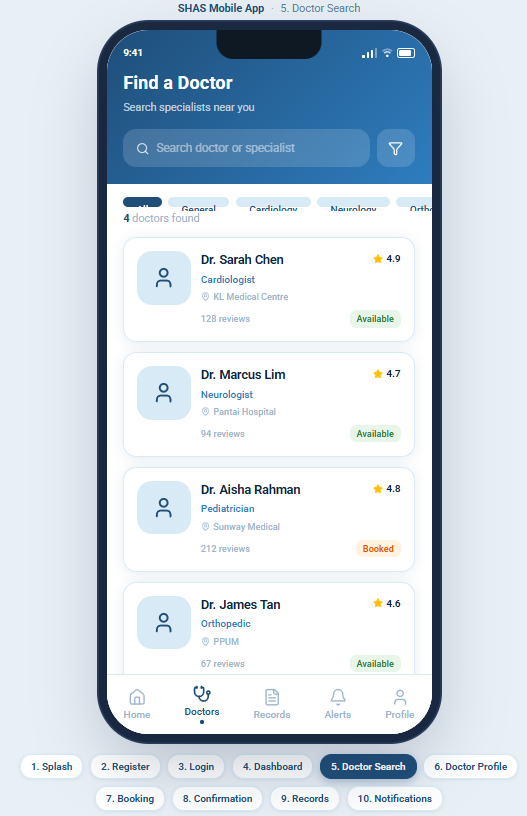 SHAS Mobile App · 5. Doctor Search
9:41
Find a Doctor
Search specialists near you
Search doctor or specialist
All General Cardiology Neurology Ortho
4 doctors found
Dr. Sarah Chen 4.9
Cardiologist
KL Medical Centre
128 reviews Available
Dr. Marcus Lim 4.7
Neurologist
Pantai Hospital
94 reviews Available
Dr. Aisha Rahman 4.8
Pediatrician
Sunway Medical
212 reviews Booked
Dr. James Tan 4.6
Orthopedic
PPUM
67 reviews Available
Home Doctors Records Alerts Profile
1. Splash 2. Register 3. Login 4. Dashboard 5. Doctor Search 6. Doctor Profile
7. Booking 8. Confirmation 9. Records 10. Notifications